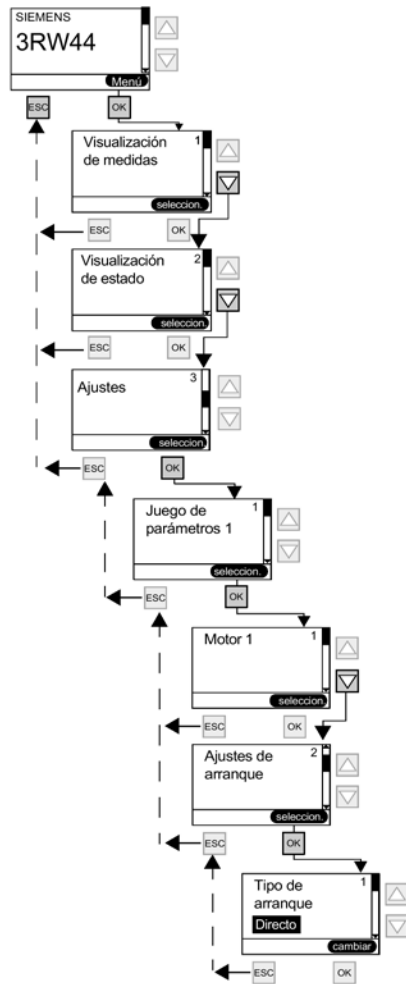 SIEMENS
3RW44
Menú
ESC
OK
Visualización 1
de medidas
seleccion.
ESC
OK
Visualización 2
de estado
seleccion.
ESC
OK
Ajustes 3
seleccion.
ESC
OK
Juego de 1
parámetros 1
seleccion.
ESC
OK
Motor 1 1
seleccion.
ESC
OK
Ajustes de 2
arranque
seleccion.
ESC
OK
Tipo de 1
arranque
Directo
cambiar
ESC
OK